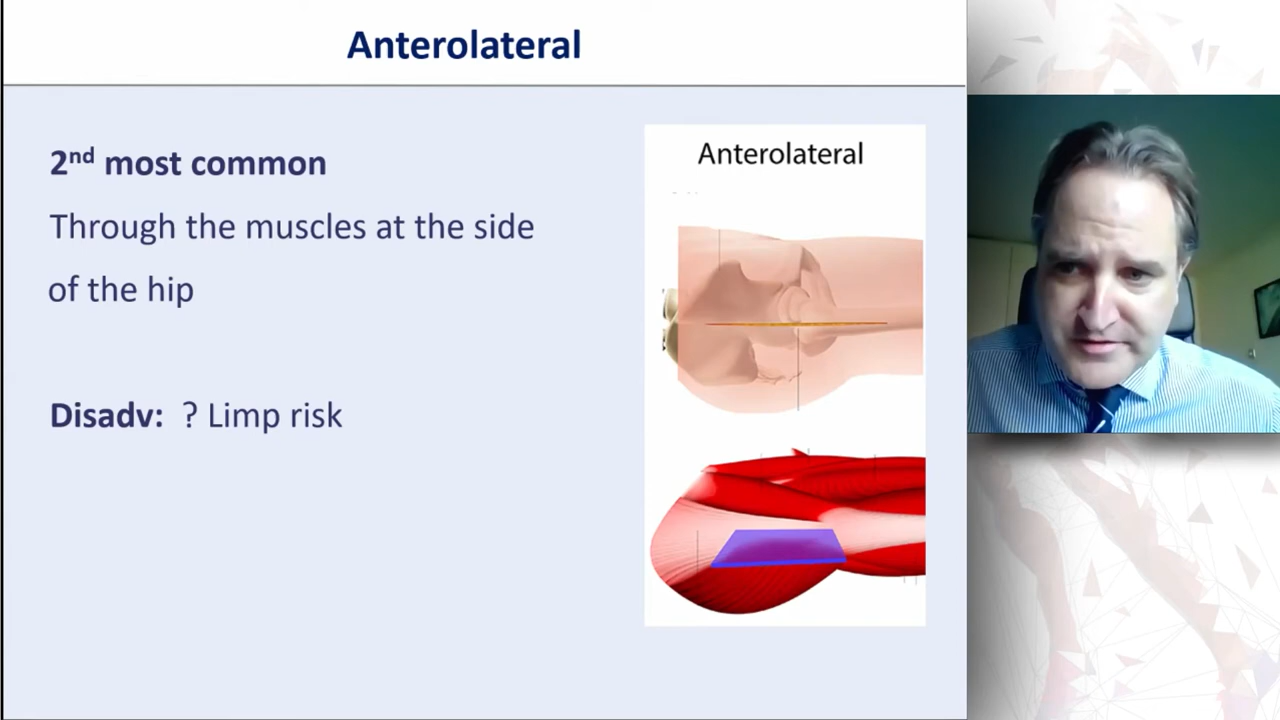 Anterolateral
2nd most common
Through the muscles at the side
of the hip
Disadv: ? Limp risk
Anterolateral